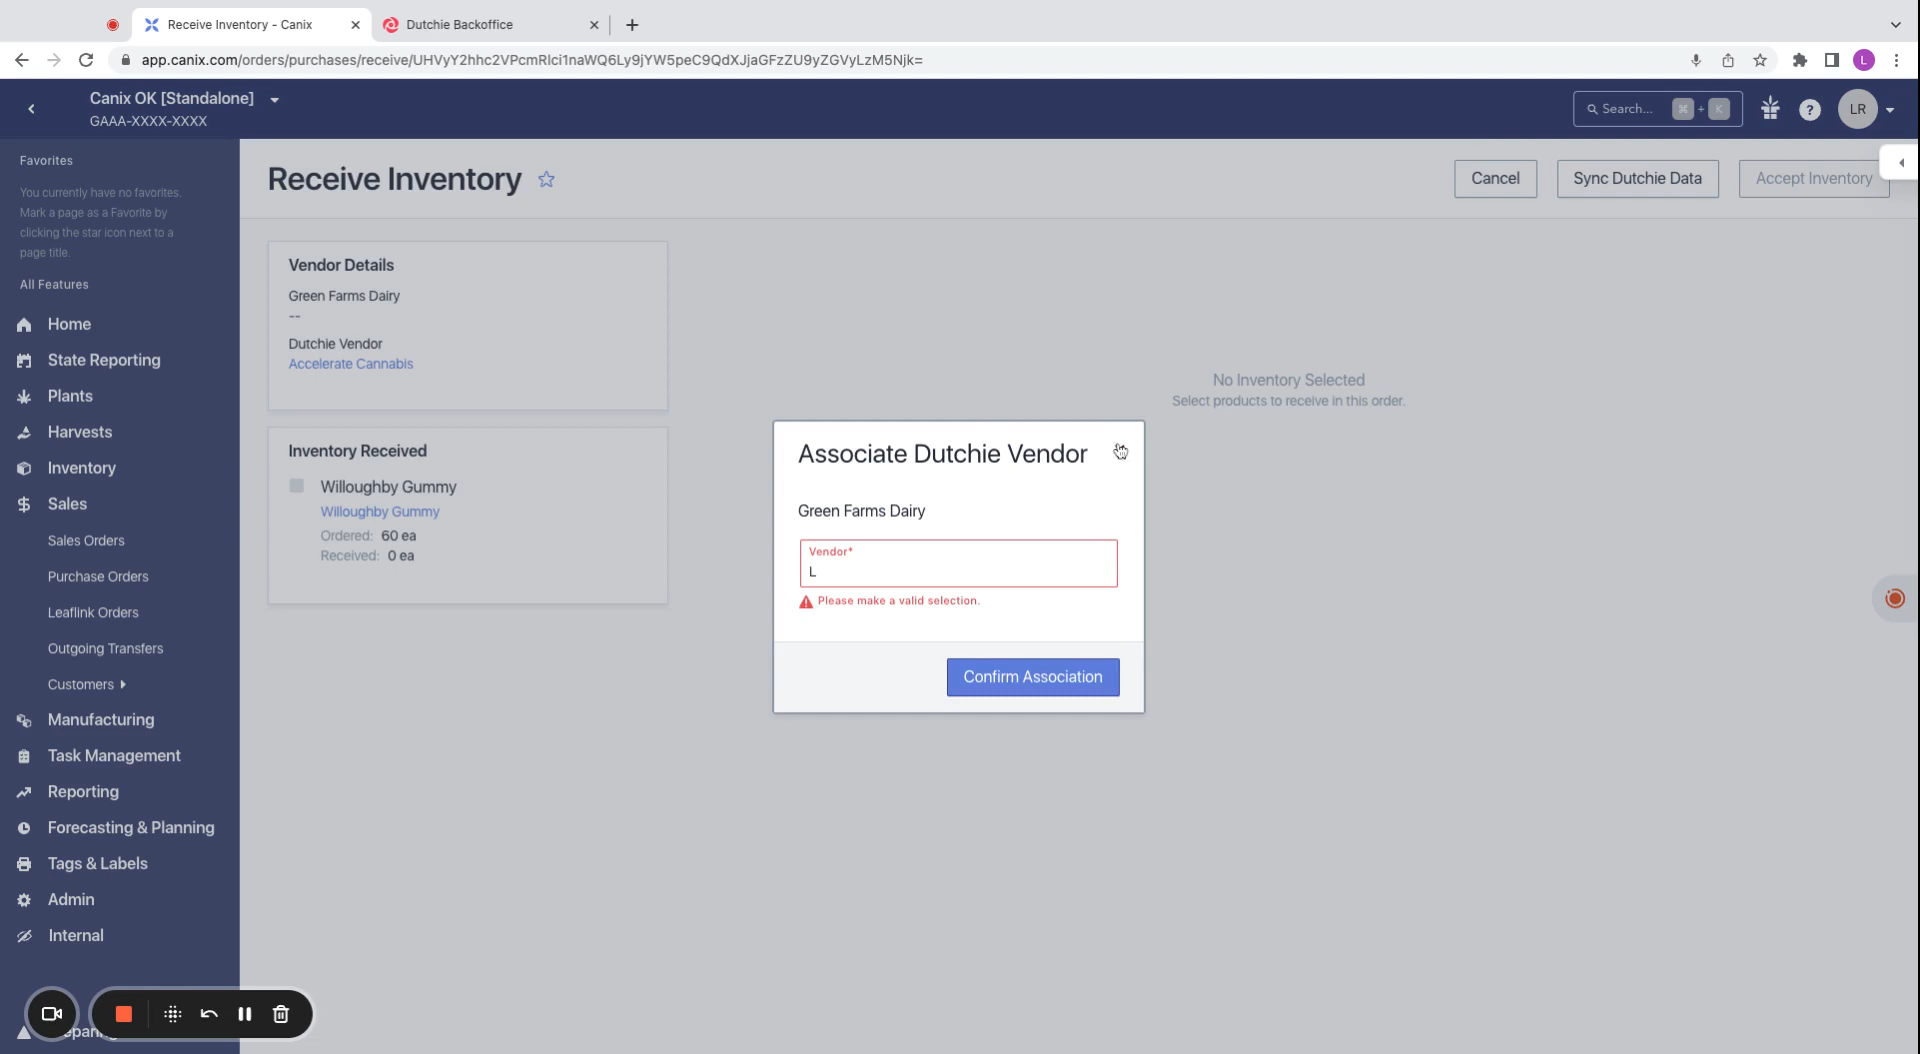 Receive Inventory - Canix
Dutchie Backoffice
app.canix.com/orders/purchases/receive/UHVyY2hhc2VPcmRlci1naWQ6Ly9jYW5peC9QdXJjaGFzZU9yZGVyLzM5Njk=
L
Canix OK [Standalone]
GAAA-XXXX-XXXX
Search... ⌘ + K
?
LR
Favorites
You currently have no favorites.
Mark a page as a Favorite by
clicking the star icon next to a
page title.
All Features
Home
State Reporting
Plants
Harvests
Inventory
Sales
Sales Orders
Purchase Orders
Leaflink Orders
Outgoing Transfers
Customers
Manufacturing
Task Management
Reporting
Forecasting & Planning
Tags & Labels
Admin
Internal
Receive Inventory
Cancel
Sync Dutchie Data
Accept Inventory
Vendor Details
Green Farms Dairy
--
Dutchie Vendor
Accelerate Cannabis
Inventory Received
Willoughby Gummy
Willoughby Gummy
Ordered: 60 ea
Received: 0 ea
No Inventory Selected
Select products to receive in this order.
Associate Dutchie Vendor
Green Farms Dairy
Vendor*
L
Please make a valid selection.
Confirm Association